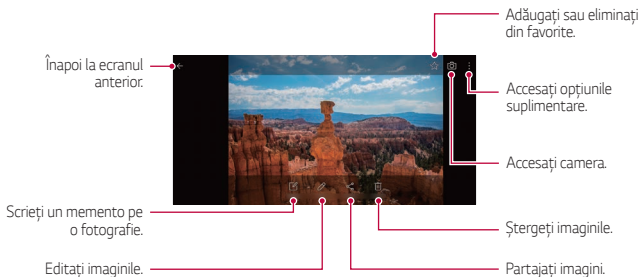 Adăugați sau eliminați
din favorite.
Înapoi la ecranul
anterior.
Accesați opțiunile
suplimentare.
Accesați camera.
Scrieți un memento pe
o fotografie.
Ștergeți imaginile.
Editați imaginile.
Partajați imagini.